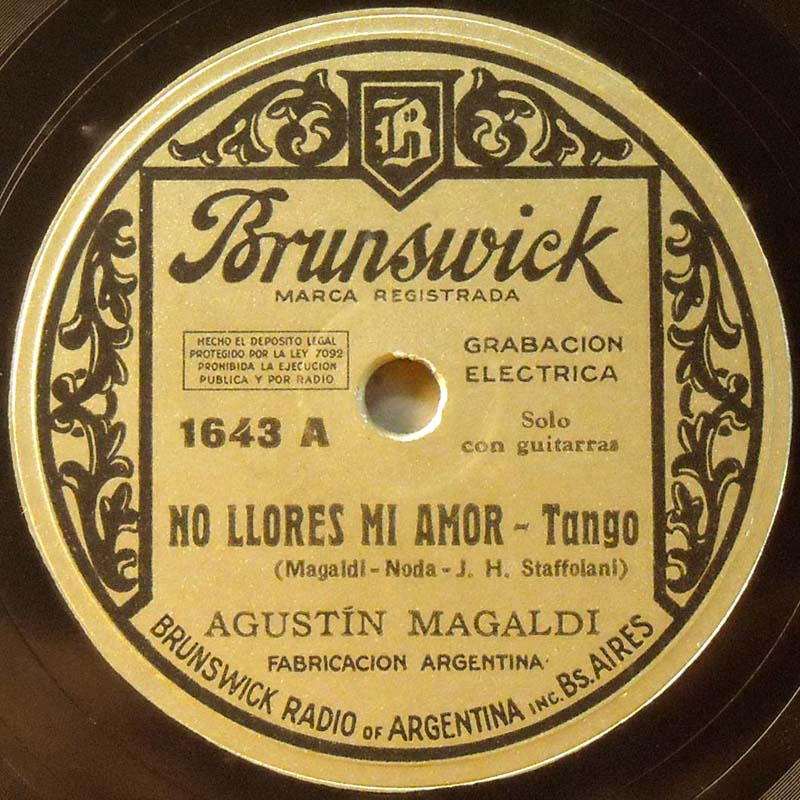 B
Brunswick
MARCA REGISTRADA
HECHO EL DEPOSITO LEGAL
PROTEGIDO POR LA LEY 7092
PROHIBIDA LA EJECUCION
PUBLICA Y POR RADIO
GRABACION
ELECTRICA
1643 A
Solo
con guitarras
NO LLORES MI AMOR - Tango
(Magaldi - Noda - J. H. Staffolani)
AGUSTÍN MAGALDI
FABRICACION ARGENTINA
BRUNSWICK RADIO OF ARGENTINA INC. Bs. AIRES